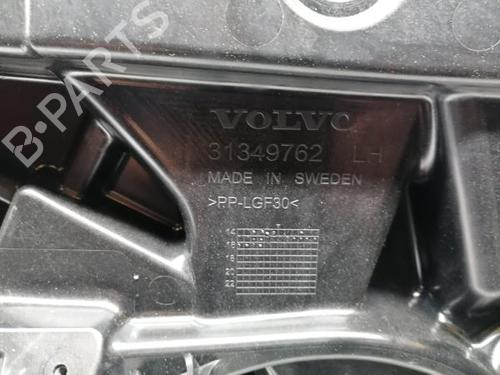 VOLVO
31349762 LH
MADE IN SWEDEN
>PP-LGF30<
14
16
18
20
22
B-PARTS